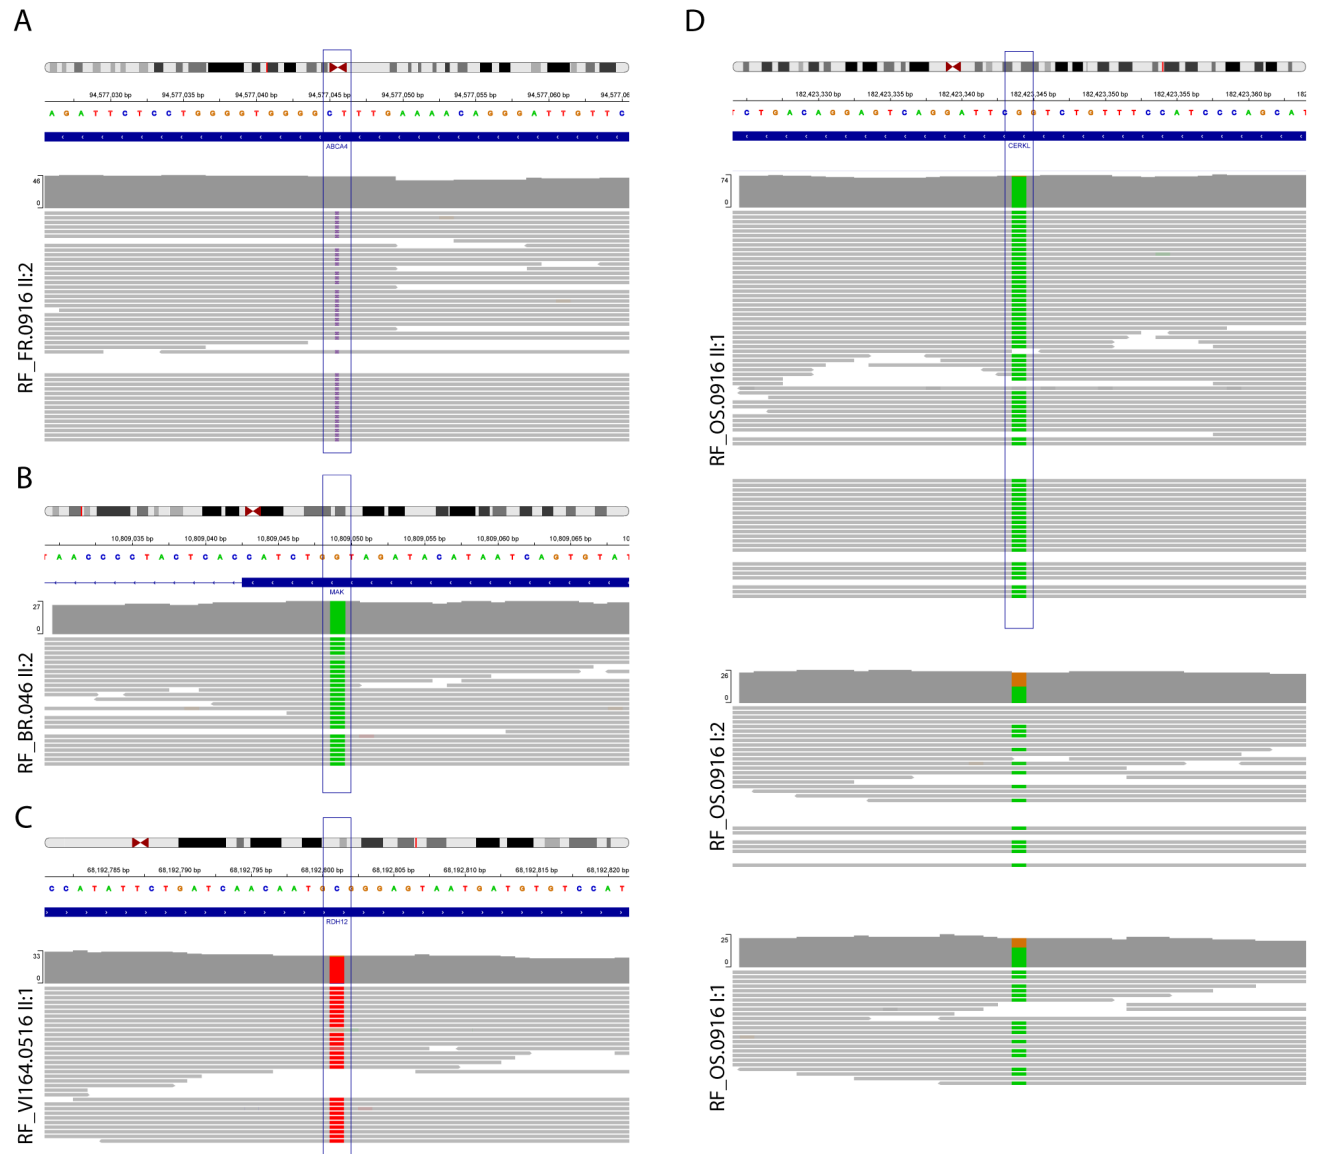 A
94,577,030 bp 94,577,035 bp 94,577,040 bp 94,577,045 bp 94,577,050 bp 94,577,055 bp 94,577,060 bp 94,577,06
A G A T T C T C C T G G G G T G G G G C T T T G A A A A C A G G G A T T G T T C
ABCA4
46
RF_FR.0916 II:2
B
10,809,035 bp 10,809,040 bp 10,809,045 bp 10,809,050 bp 10,809,055 bp 10,809,060 bp 10,809,065 bp 10
T A A C C C C T A C T C A C C A T C T G G T A G A T A C A T A A T C A G T G T A T
MAK
27
0
RF_BR.046 II:2
C
68,192,785 bp 68,192,790 bp 68,192,795 bp 68,192,800 bp 68,192,805 bp 68,192,810 bp 68,192,815 bp 68,192,820 bp
C C A T A T T C T G A T C A A C A A T G C G G G A G T A A T G A T G T G T C C A T
RDH12
33
0
RF_VI164.0516 II:1
D
182,423,330 bp 182,423,335 bp 182,423,340 bp 182,423,345 bp 182,423,350 bp 182,423,355 bp 182,423,360 bp 182
T C T G A C A G G A G T C A G G A T T C G G T C T G T T T C C A T C C C A G C A T
CERKL
74
0
RF_OS.0916 II:1
26
0
RF_OS.0916 I:2
25
0
RF_OS.0916 I:1